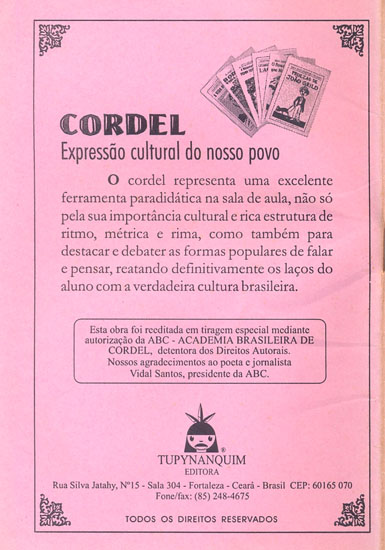 CORDEL
Expressão cultural do nosso povo
O cordel representa uma excelente
ferramenta paradidática na sala de aula, não só
pela sua importância cultural e rica estrutura de
ritmo, métrica e rima, como também para
destacar e debater as formas populares de falar
e pensar, reatando definitivamente os laços do
aluno com a verdadeira cultura brasileira.
Esta obra foi reeditada em tiragem especial mediante
autorização da ABC - ACADEMIA BRASILEIRA DE
CORDEL, detentora dos Direitos Autorais.
Nossos agradecimentos ao poeta e jornalista
Vidal Santos, presidente da ABC.
®
TUPYNANQUIM
EDITORA
Rua Silva Jatahy, Nº15 - Sala 304 - Fortaleza - Ceará - Brasil CEP: 60165 070
Fone/fax: (85) 248-4675
TODOS OS DIREITOS RESERVADOS